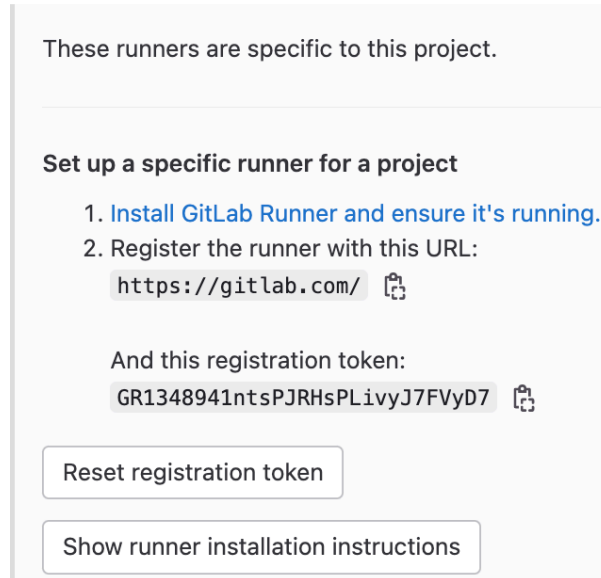 These runners are specific to this project.
Set up a specific runner for a project
1. Install GitLab Runner and ensure it's running.
2. Register the runner with this URL:
https://gitlab.com/
And this registration token:
GR1348941ntsPJRHsPLivyJ7FVyD7
Reset registration token
Show runner installation instructions